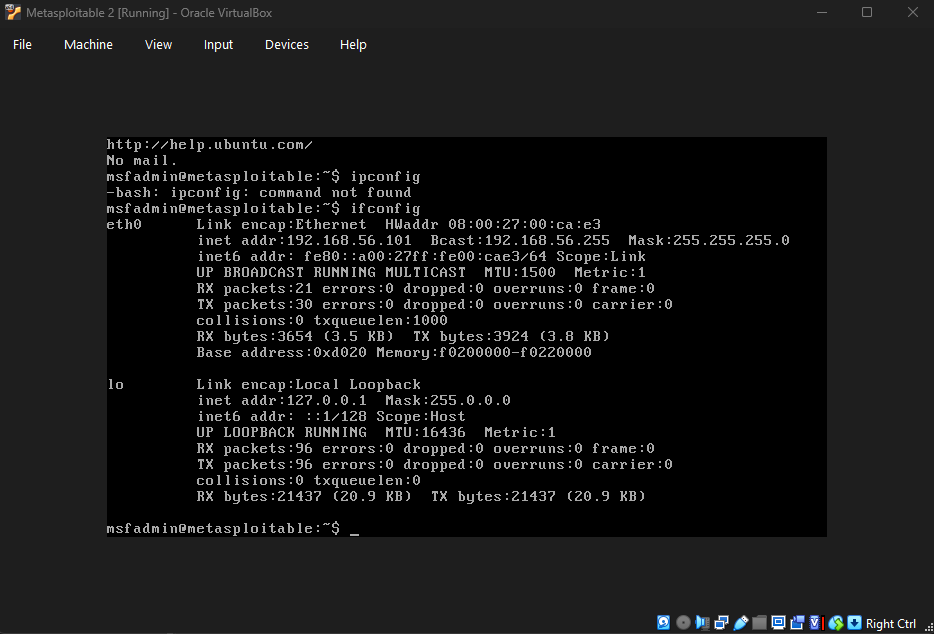 Metasploitable 2 [Running] - Oracle VirtualBox
File Machine View Input Devices Help
http://help.ubuntu.com/
No mail.
msfadmin@metasploitable:~$ ipconfig
-bash: ipconfig: command not found
msfadmin@metasploitable:~$ ifconfig
eth0 Link encap:Ethernet HWaddr 08:00:27:00:ca:e3
inet addr:192.168.56.101 Bcast:192.168.56.255 Mask:255.255.255.0
inet6 addr: fe80::a00:27ff:fe00:cae3/64 Scope:Link
UP BROADCAST RUNNING MULTICAST MTU:1500 Metric:1
RX packets:21 errors:0 dropped:0 overruns:0 frame:0
TX packets:30 errors:0 dropped:0 overruns:0 carrier:0
collisions:0 txqueuelen:1000
RX bytes:3654 (3.5 KB) TX bytes:3924 (3.8 KB)
Base address:0xd020 Memory:f0200000-f0220000
lo Link encap:Local Loopback
inet addr:127.0.0.1 Mask:255.0.0.0
inet6 addr: ::1/128 Scope:Host
UP LOOPBACK RUNNING MTU:16436 Metric:1
RX packets:96 errors:0 dropped:0 overruns:0 frame:0
TX packets:96 errors:0 dropped:0 overruns:0 carrier:0
collisions:0 txqueuelen:0
RX bytes:21437 (20.9 KB) TX bytes:21437 (20.9 KB)
msfadmin@metasploitable:~$ _
Right Ctrl